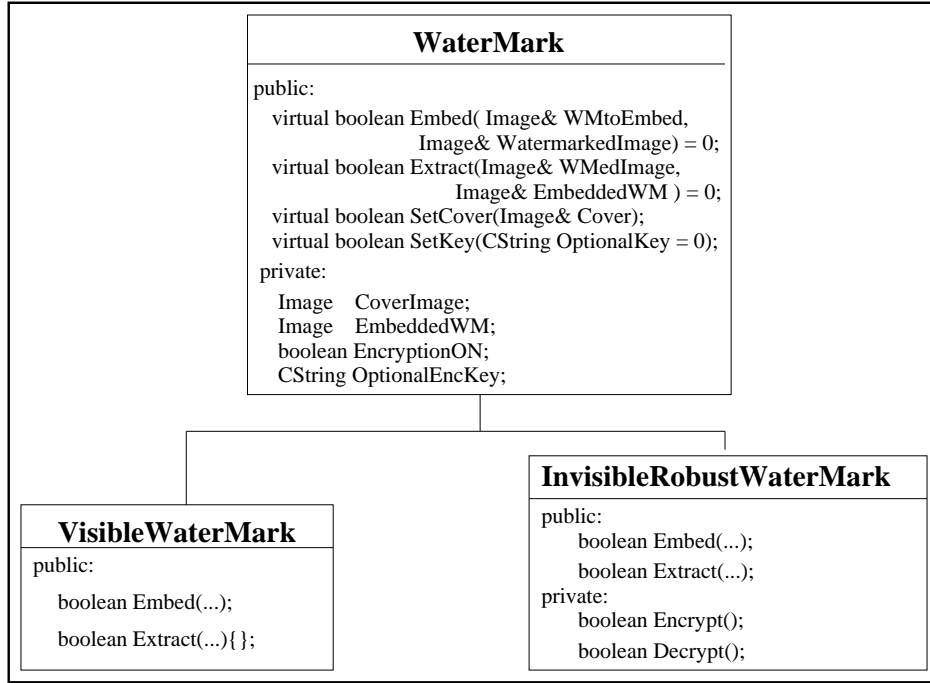 WaterMark
public:
virtual boolean Embed( Image& WMtoEmbed,
Image& WatermarkedImage) = 0;
virtual boolean Extract(Image& WMedImage,
Image& EmbeddedWM ) = 0;
virtual boolean SetCover(Image& Cover);
virtual boolean SetKey(CString OptionalKey = 0);
private:
Image CoverImage;
Image EmbeddedWM;
boolean EncryptionON;
CString OptionalEncKey;
VisibleWaterMark
public:
boolean Embed(...);
boolean Extract(...){};
InvisibleRobustWaterMark
public:
boolean Embed(...);
boolean Extract(...);
private:
boolean Encrypt();
boolean Decrypt();